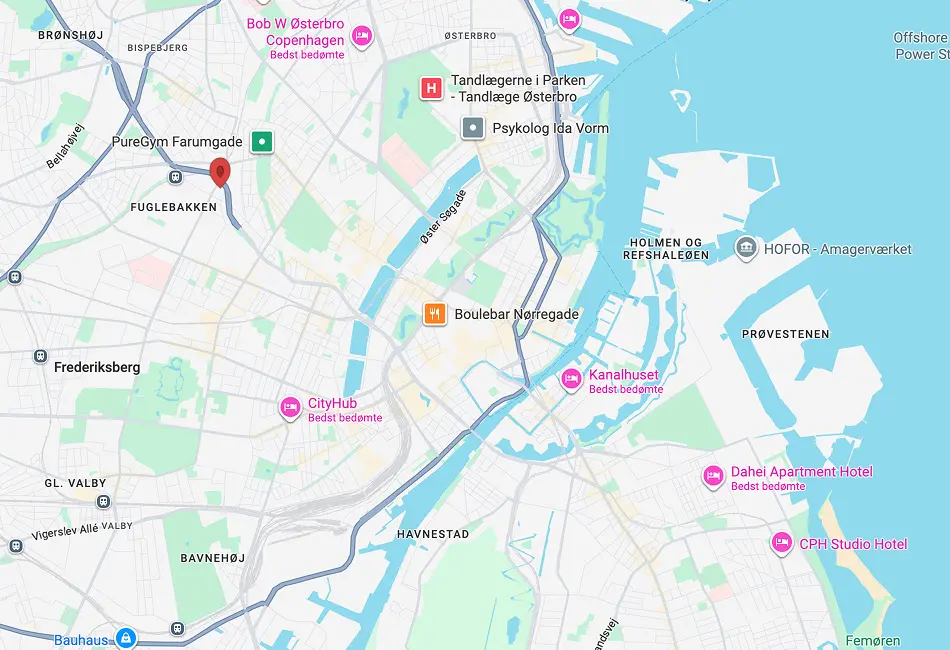 Bob W Østerbro
Copenhagen
Bedst bedømte
BRØNSHØJ
BISPEBJERG
ØSTERBRO
Offshore
Power St
H
Tandlægerne i Parken
- Tandlæge Østerbro
Psykolog Ida Vorm
Bellahøjvej
PureGym Farumgade
FUGLEBAKKEN
Øster Søgade
HOLMEN OG
REFSHALEØEN
HOFOR - Amagerværket
Boulebar Nørregade
PRØVESTENEN
Frederiksberg
Kanalhuset
Bedst bedømte
CityHub
Bedst bedømte
Dahei Apartment Hotel
Bedst bedømte
GL. VALBY
Vigerslev Allé
VALBY
HAVNESTAD
CPH Studio Hotel
BAVNEHØJ
Bauhaus
andsvej
Femøren